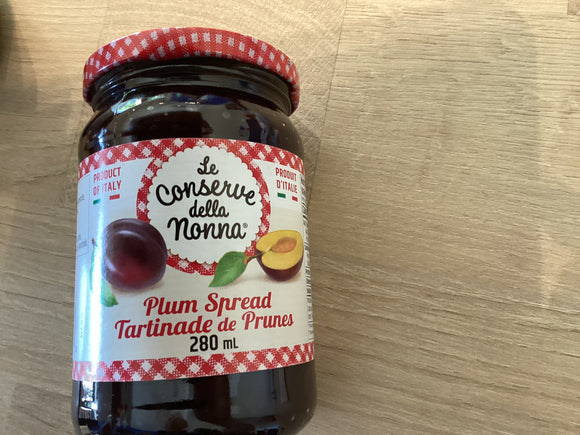 PRODUCT
OF ITALY
Le
Conserve
della
Nonna®
PRODUIT
D'ITALIE
Plum Spread
Tartinade de Prunes
280 mL